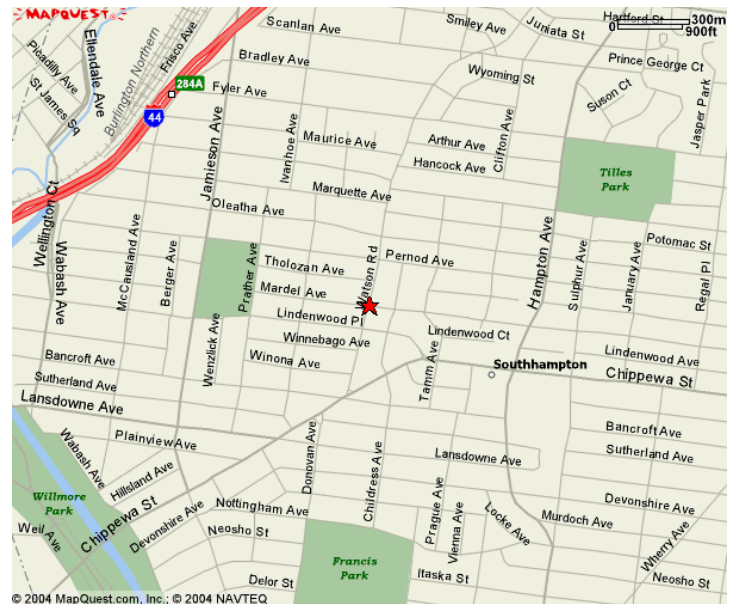 MAPQUEST
Scanlan Ave
Smiley Ave
Juniata St
Hartford St
300m
0
900ft
Picadilly Ave
Ellendale Ave
Burlington Northern
Frisco Ave
Bradley Ave
Wyoming St
Prince George Ct
St James Sq
284A
Fyler Ave
Suson Ct
Jasper Park
44
Jamieson Ave
Ivanhoe Ave
Maurice Ave
Arthur Ave
Clifton Ave
Hancock Ave
Tilles
Park
Marquette Ave
Oleatha Ave
Wellington Ct
Wabash Ave
McCausland Ave
Berger Ave
Prather Ave
Tholozan Ave
Watson Rd
Pernod Ave
Hampton Ave
Sulphur Ave
January Ave
Potomac St
Regal Pl
Mardel Ave
Lindenwood Pl
Lindenwood Ct
Winnebago Ave
Wenzlick Ave
Winona Ave
Tamm Ave
Southhampton
Lindenwood Ave
Chippewa St
Bancroft Ave
Sutherland Ave
Lansdowne Ave
Plainview Ave
Wabash Ave
Hillsland Ave
Donovan Ave
Childress Ave
Lansdowne Ave
Bancroft Ave
Sutherland Ave
Willmore
Park
Weil Ave
Chippewa St
Devonshire Ave
Nottingham Ave
Neosho St
Prague Ave
Vienna Ave
Locke Ave
Devonshire Ave
Murdoch Ave
Wherry Ave
Francis
Park
Delor St
Itaska St
Neosho St
© 2004 MapQuest.com, Inc.; © 2004 NAVTEQ